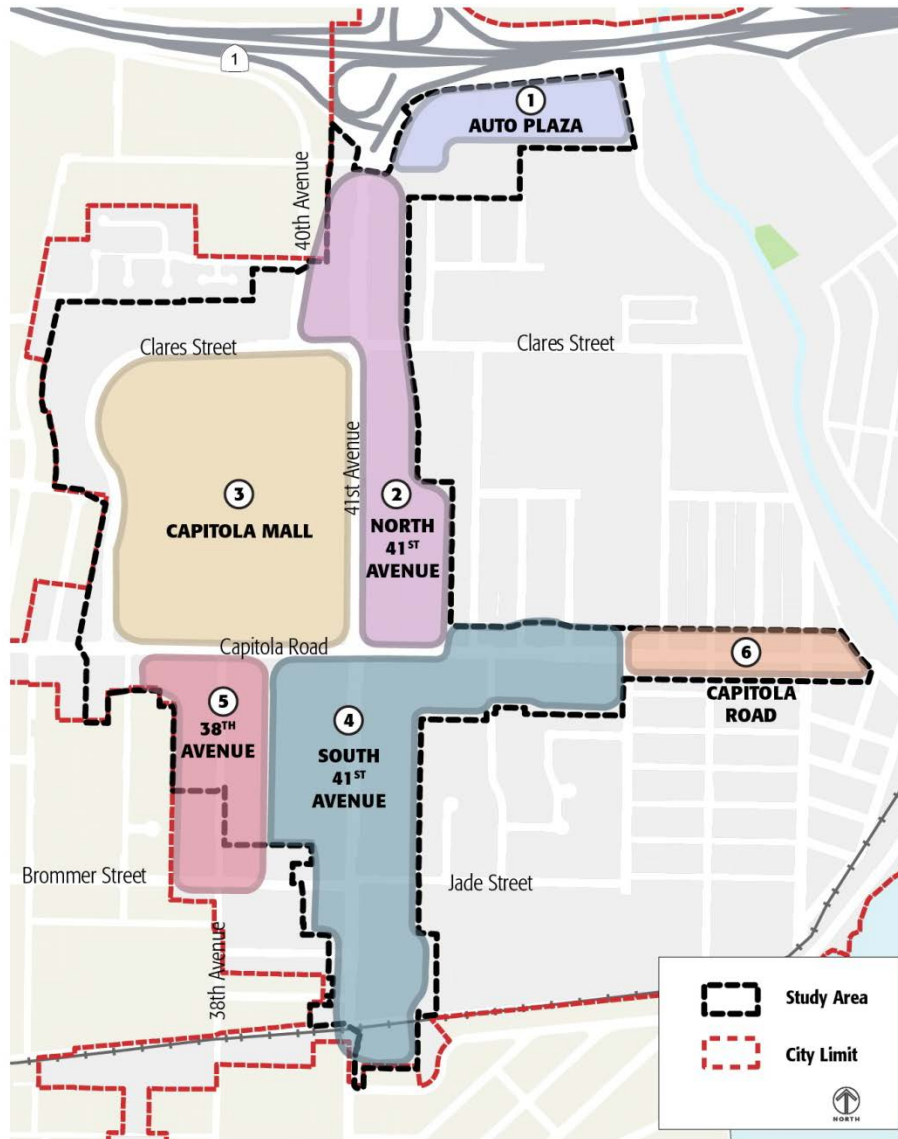 1
1
AUTO PLAZA
40th Avenue
Clares Street
Clares Street
41st Avenue
3
CAPITOLA MALL
2
NORTH
41ST
AVENUE
Capitola Road
6
CAPITOLA
ROAD
5
38TH
AVENUE
4
SOUTH
41ST
AVENUE
Brommer Street
Jade Street
38th Avenue
Study Area
City Limit
NORTH